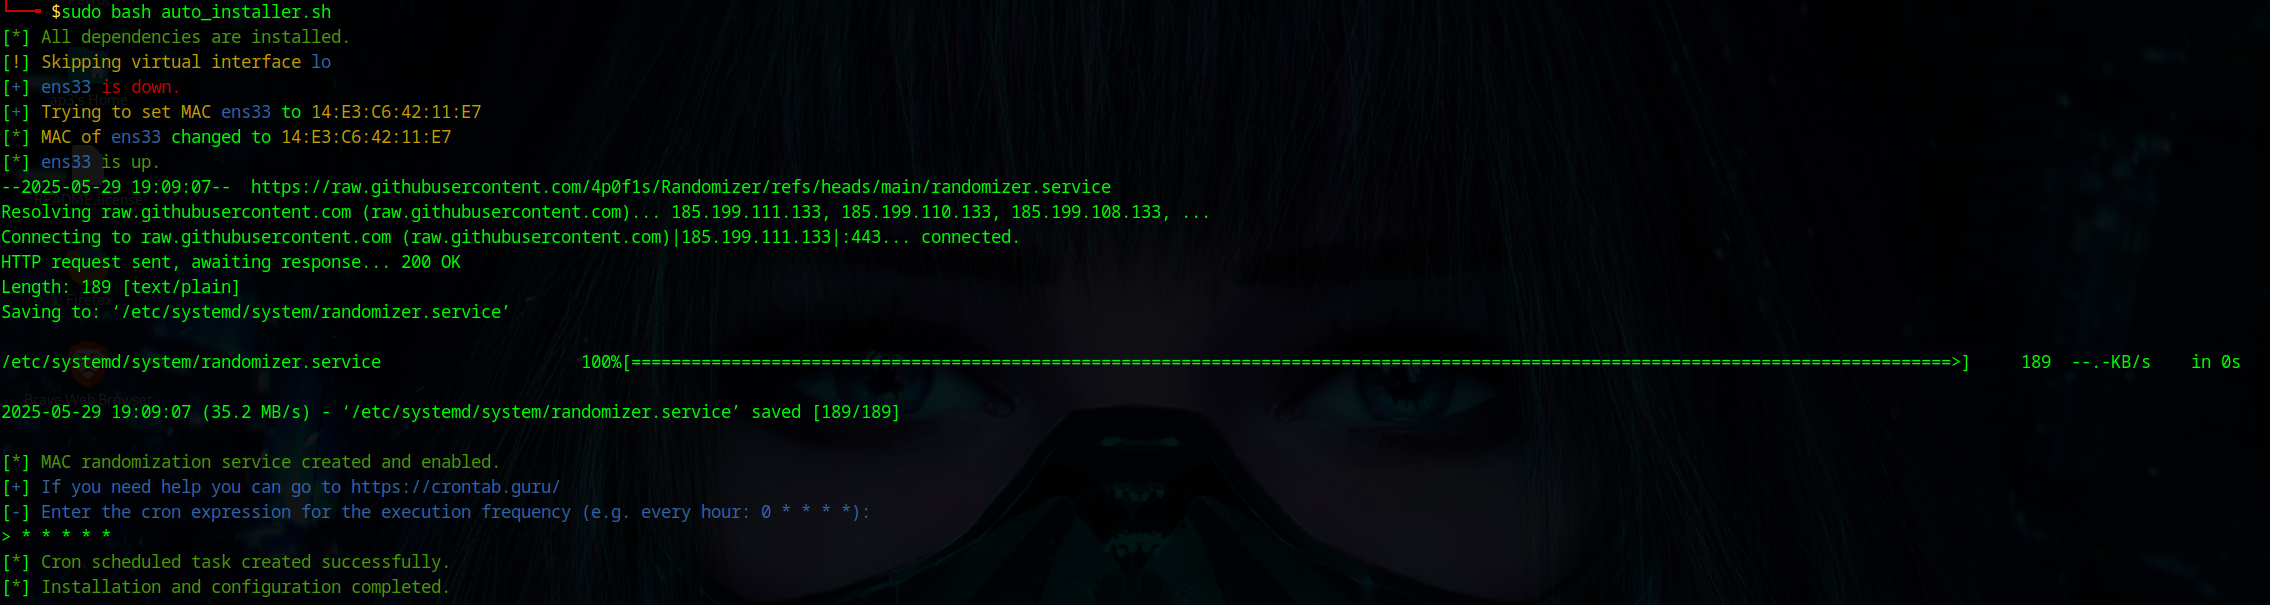 $sudo bash auto_installer.sh
[*] All dependencies are installed.
[!] Skipping virtual interface lo
[+] ens33 is down.
[+] Trying to set MAC ens33 to 14:E3:C6:42:11:E7
[*] MAC of ens33 changed to 14:E3:C6:42:11:E7
[*] ens33 is up.
--2025-05-29 19:09:07--  https://raw.githubusercontent.com/4p0f1s/Randomizer/refs/heads/main/randomizer.service
README.license
Resolving raw.githubusercontent.com (raw.githubusercontent.com)... 185.199.111.133, 185.199.110.133, 185.199.108.133, ...
Connecting to raw.githubusercontent.com (raw.githubusercontent.com)|185.199.111.133|:443... connected.
HTTP request sent, awaiting response... 200 OK
Length: 189 [text/plain]
Firefox
Saving to: ‘/etc/systemd/system/randomizer.service’
/etc/systemd/system/randomizer.service 100%[====================================================================================================================================>] 189 --.-KB/s in 0s
Brave Web Browser
2025-05-29 19:09:07 (35.2 MB/s) - ‘/etc/systemd/system/randomizer.service’ saved [189/189]
[*] MAC randomization service created and enabled.
[+] If you need help you can go to https://crontab.guru/
[-] Enter the cron expression for the execution frequency (e.g. every hour: 0 * * * *):
> * * * * *
[*] Cron scheduled task created successfully.
[*] Installation and configuration completed.